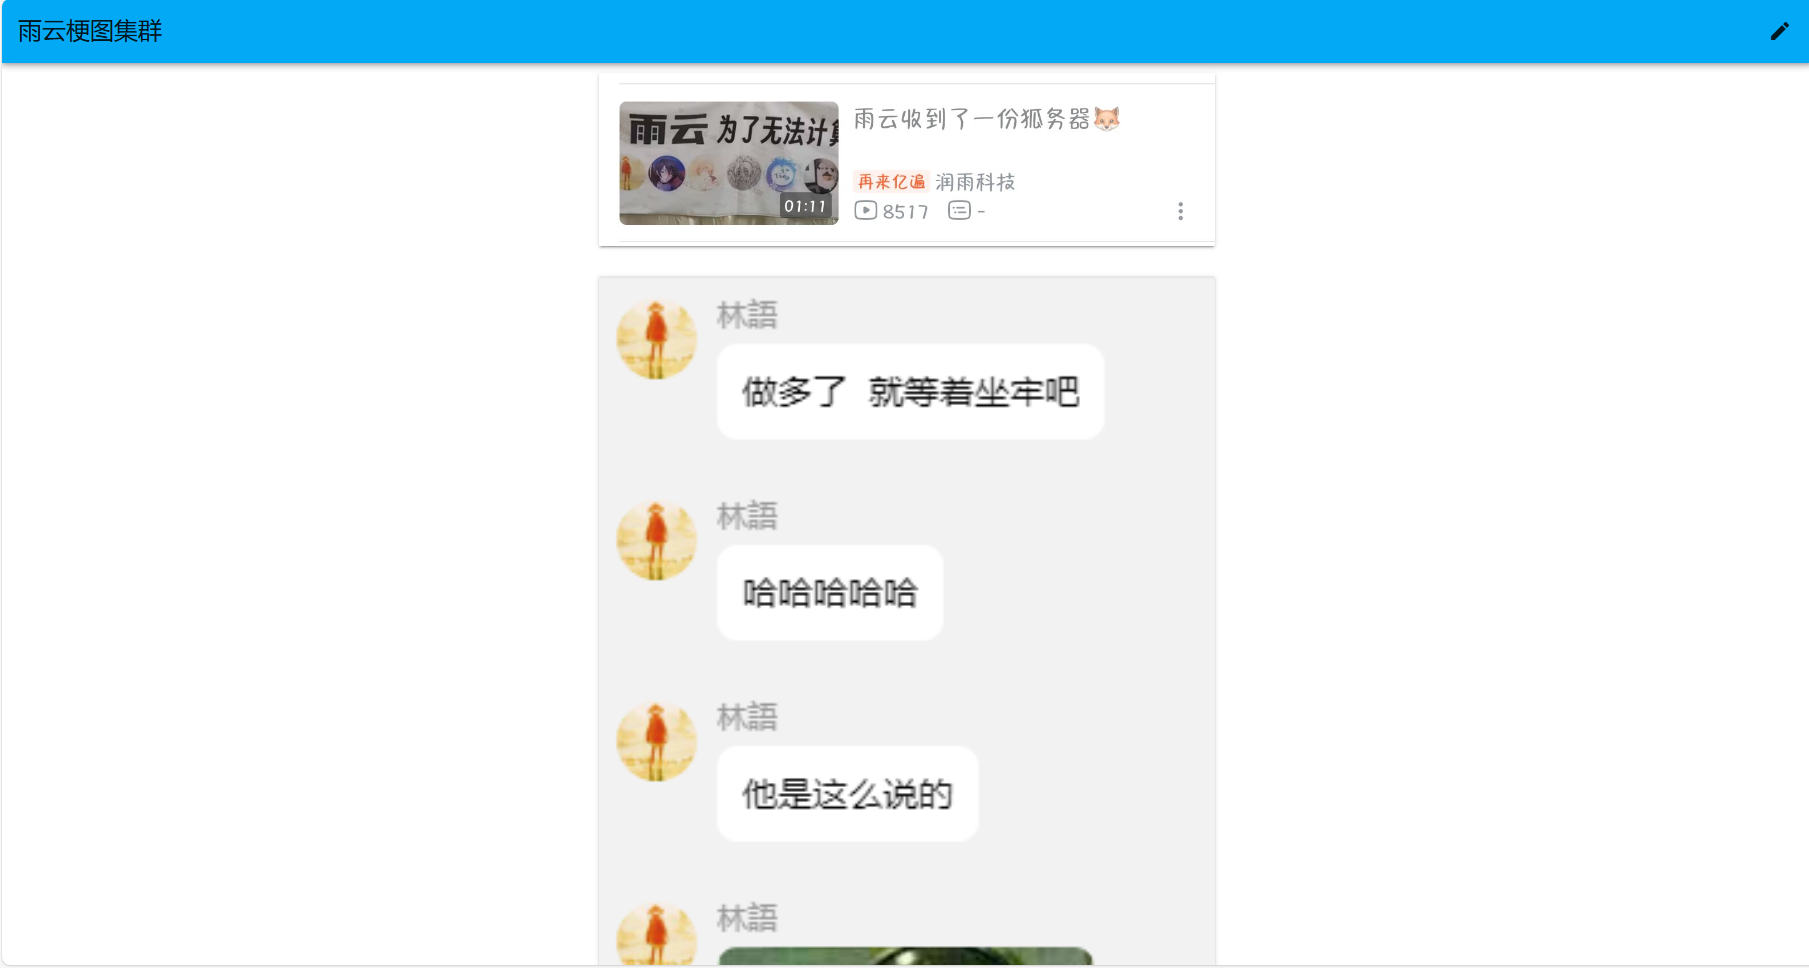 雨云梗图集群
雨云 为了无法计算
01:11
雨云收到了一份狐务器🦊
再来亿遍 润雨科技
8517 -
林語
做多了 就等着坐牢吧
林語
哈哈哈哈哈
林語
他是这么说的
林語